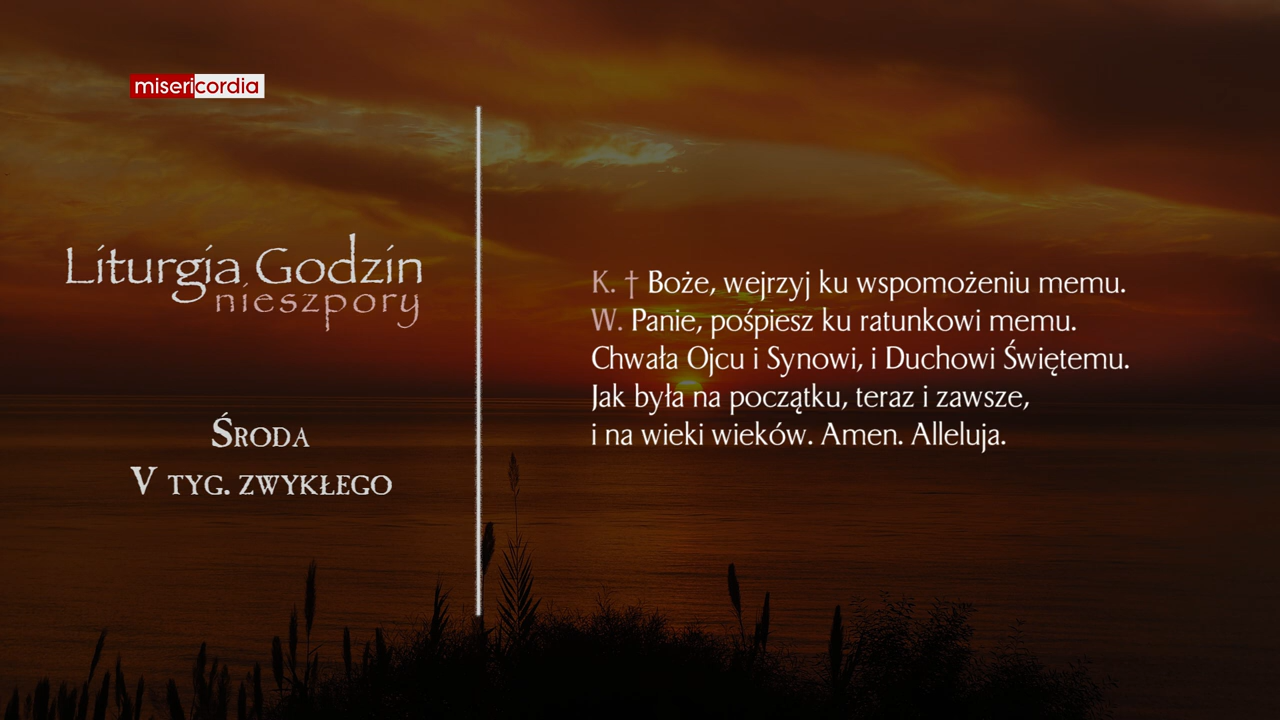 misericordia
Liturgia Godzin
nieszpory
Środa
V tyg. zwykłego
K. † Boże, wejrzyj ku wspomożeniu memu.
W. Panie, pośpiesz ku ratunkowi memu.
Chwała Ojcu i Synowi, i Duchowi Świętemu.
Jak była na początku, teraz i zawsze,
i na wieki wieków. Amen. Alleluja.